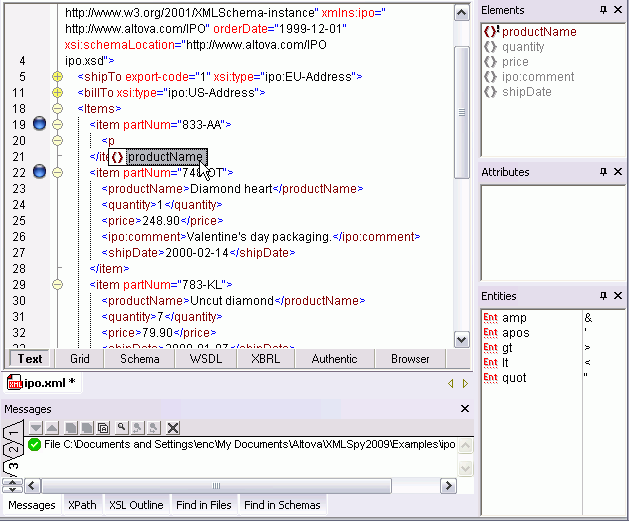 http://www.w3.org/2001/XMLSchema-instance" xmlns:ipo="
http://www.altova.com/IPO" orderDate="1999-12-01"
xsi:schemaLocation="http://www.altova.com/IPO
4 ipo.xsd">
5 <shipTo export-code="1" xsi:type="ipo:EU-Address">
11 <billTo xsi:type="ipo:US-Address">
18 <Items>
19 <item partNum="833-AA">
20 <p
productName
21 </ite
22 <item partNum="748-OT">
23 <productName>Diamond heart</productName>
24 <quantity>1</quantity>
25 <price>248.90</price>
26 <ipo:comment>Valentine's day packaging.</ipo:comment>
27 <shipDate>2000-02-14</shipDate>
28 </item>
29 <item partNum="783-KL">
30 <productName>Uncut diamond</productName>
31 <quantity>7</quantity>
32 <price>79.90</price>
33 <shipDate>2000-01-07</shipDate>
Text Grid Schema WSDL XBRL Authentic Browser
ipo.xml *
Messages
1
2
3
File C:\Documents and Settings\enc\My Documents\Altova\XMLSpy2009\Examples\ipo
Messages XPath XSL Outline Find in Files Find in Schemas
Elements
productName
quantity
price
ipo:comment
shipDate
Attributes
Entities
Ent amp &
Ent apos '
Ent gt >
Ent lt <
Ent quot "